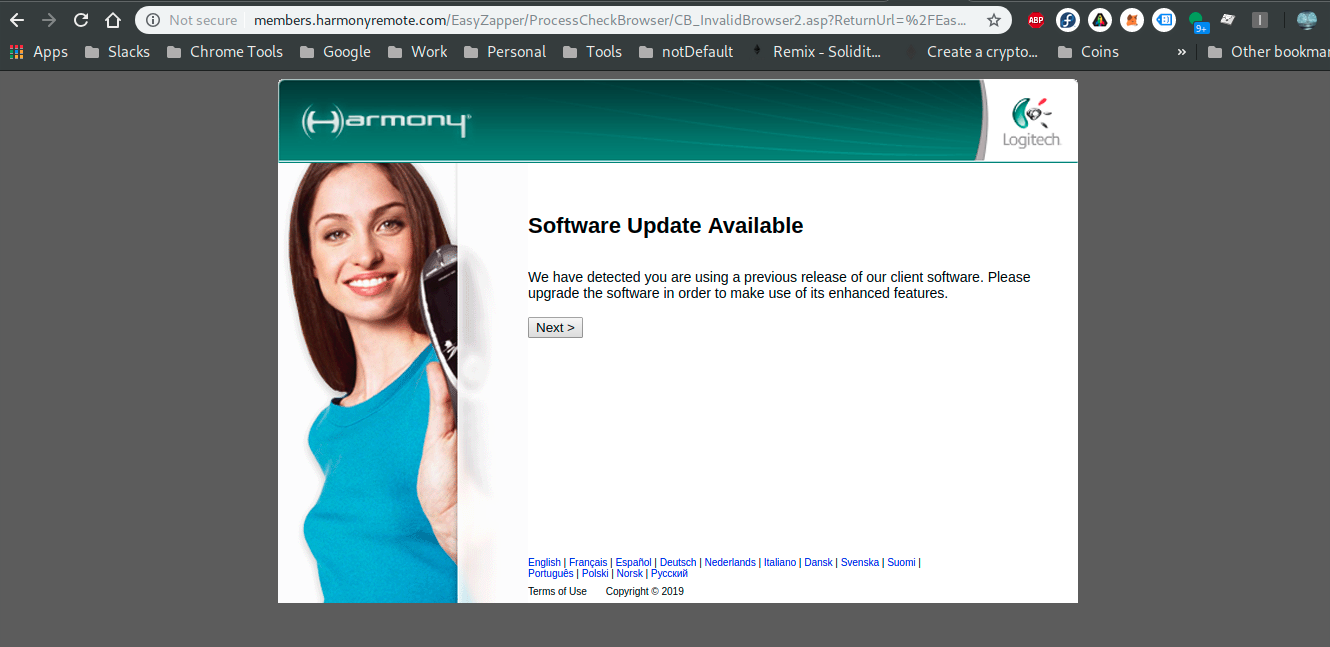 Not secure members.harmonyremote.com/EasyZapper/ProcessCheckBrowser/CB_InvalidBrowser2.asp?ReturnUrl=%2FEas... ABP 9+
Apps Slacks Chrome Tools Google Work Personal Tools notDefault Remix - Solidit... Create a crypto... Coins » Other bookmar
Harmony
Logitech
Software Update Available
We have detected you are using a previous release of our client software. Please
upgrade the software in order to make use of its enhanced features.
Next >
English | Français | Español | Deutsch | Nederlands | Italiano | Dansk | Svenska | Suomi |
Português | Polski | Norsk | Русский
Terms of Use Copyright © 2019